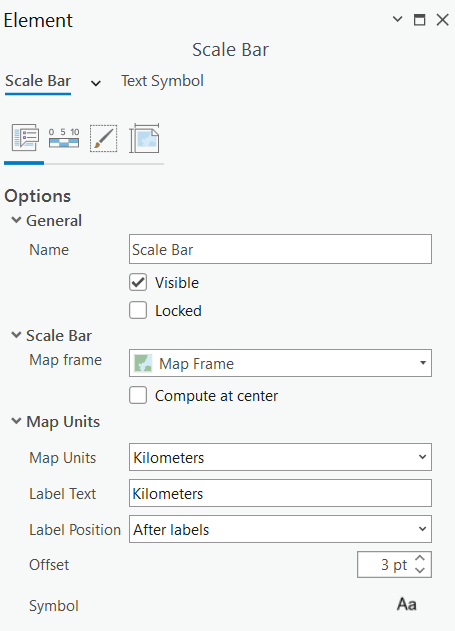 Element
Scale Bar
Scale Bar Text Symbol
0 5 10
Options
General
Name Scale Bar
Visible
Locked
Scale Bar
Map frame Map Frame
Compute at center
Map Units
Map Units Kilometers
Label Text Kilometers
Label Position After labels
Offset 3 pt
Symbol Aa